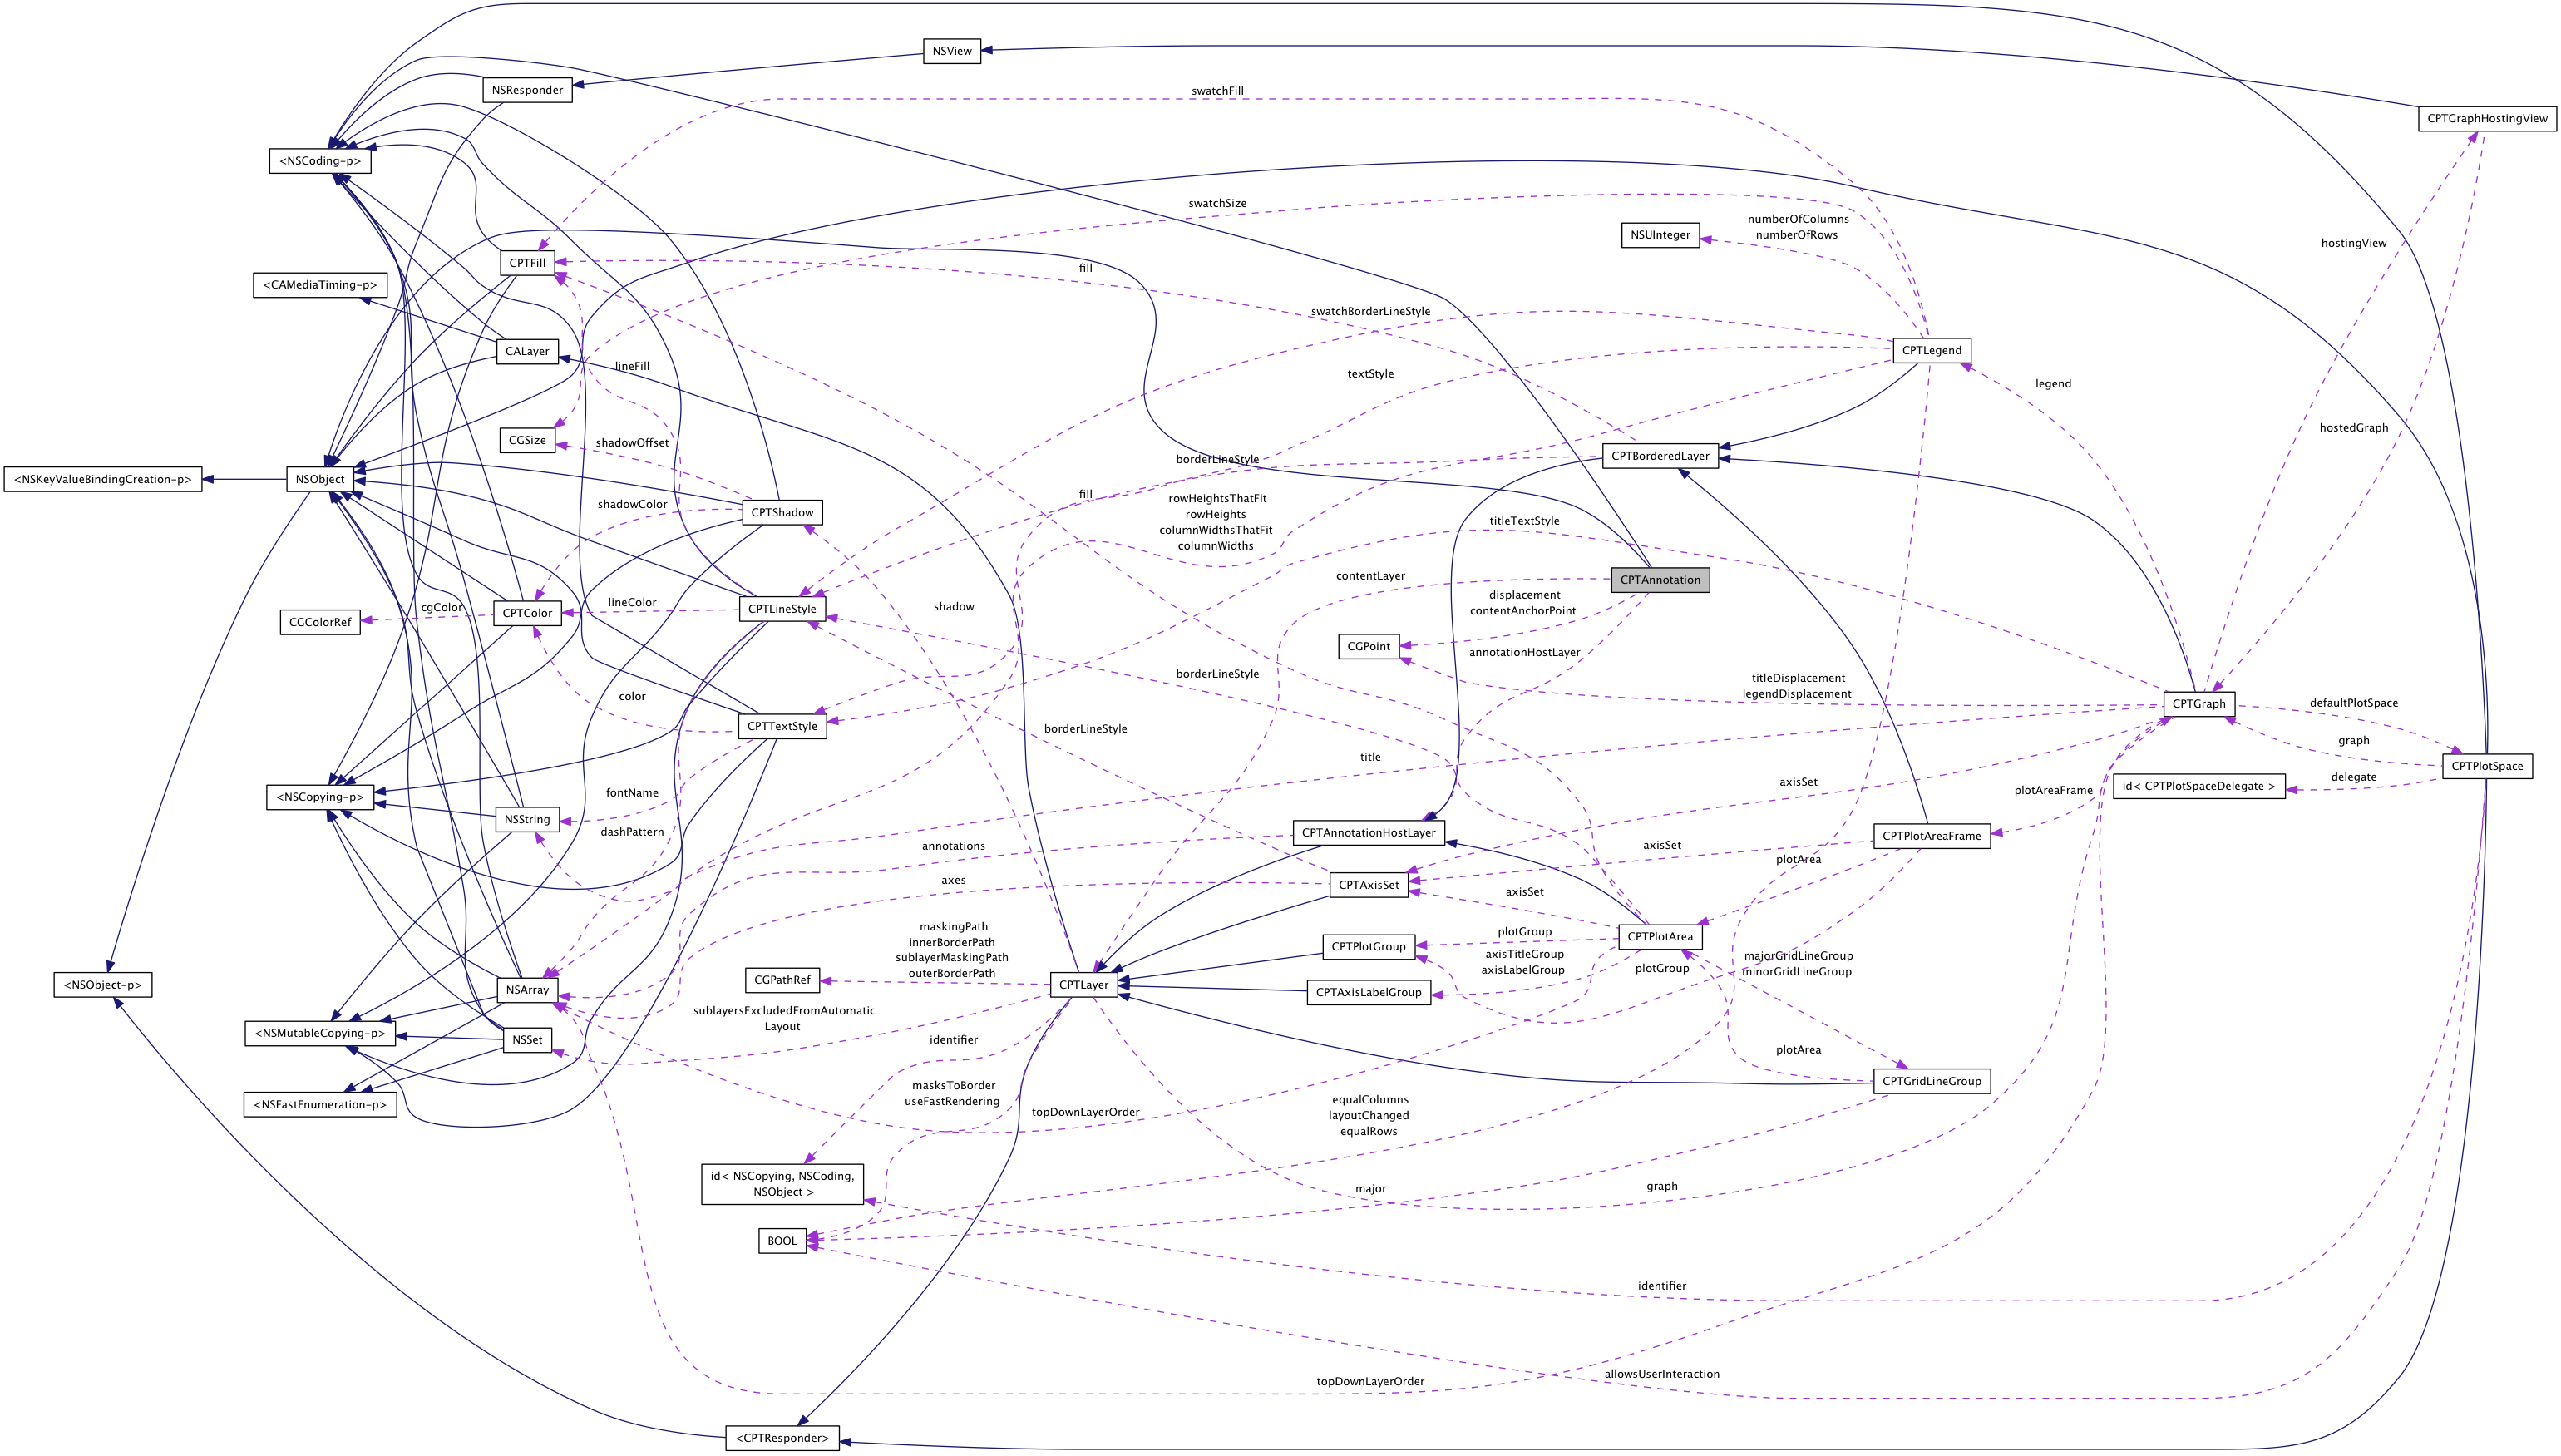 NSView
NSResponder
swatchFill
CPTGraphHostingView
<NSCoding-p>
swatchSize
numberOfColumns
numberOfRows
NSUInteger
hostingView
CPTFill
fill
<CAMediaTiming-p>
swatchBorderLineStyle
CALayer
CPTLegend
lineFill
textStyle
legend
hostedGraph
CGSize
shadowOffset
borderLineStyle
CPTBorderedLayer
<NSKeyValueBindingCreation-p>
NSObject
fill
rowHeightsThatFit
rowHeights
columnWidthsThatFit
columnWidths
shadowColor
CPTShadow
titleTextStyle
contentLayer
CPTAnnotation
displacement
contentAnchorPoint
cgColor
CGColorRef
CPTColor
lineColor
CPTLineStyle
shadow
CGPoint
annotationHostLayer
borderLineStyle
titleDisplacement
legendDisplacement
color
CPTGraph
defaultPlotSpace
CPTTextStyle
borderLineStyle
graph
title
CPTPlotSpace
delegate
id< CPTPlotSpaceDelegate >
axisSet
plotAreaFrame
<NSCopying-p>
fontName
NSString
dashPattern
annotations
CPTAnnotationHostLayer
CPTPlotAreaFrame
axisSet
plotArea
axes
CPTAxisSet
axisSet
maskingPath
innerBorderPath
sublayerMaskingPath
outerBorderPath
plotGroup
CPTPlotArea
CPTPlotGroup
axisTitleGroup
axisLabelGroup
plotGroup
majorGridLineGroup
minorGridLineGroup
<NSObject-p>
NSArray
CGPathRef
CPTLayer
CPTAxisLabelGroup
sublayersExcludedFromAutomatic
Layout
<NSMutableCopying-p>
NSSet
identifier
plotArea
CPTGridLineGroup
<NSFastEnumeration-p>
masksToBorder
useFastRendering
topDownLayerOrder
equalColumns
layoutChanged
equalRows
id< NSCopying, NSCoding,
NSObject >
major
graph
BOOL
identifier
allowsUserInteraction
topDownLayerOrder
<CPTResponder>